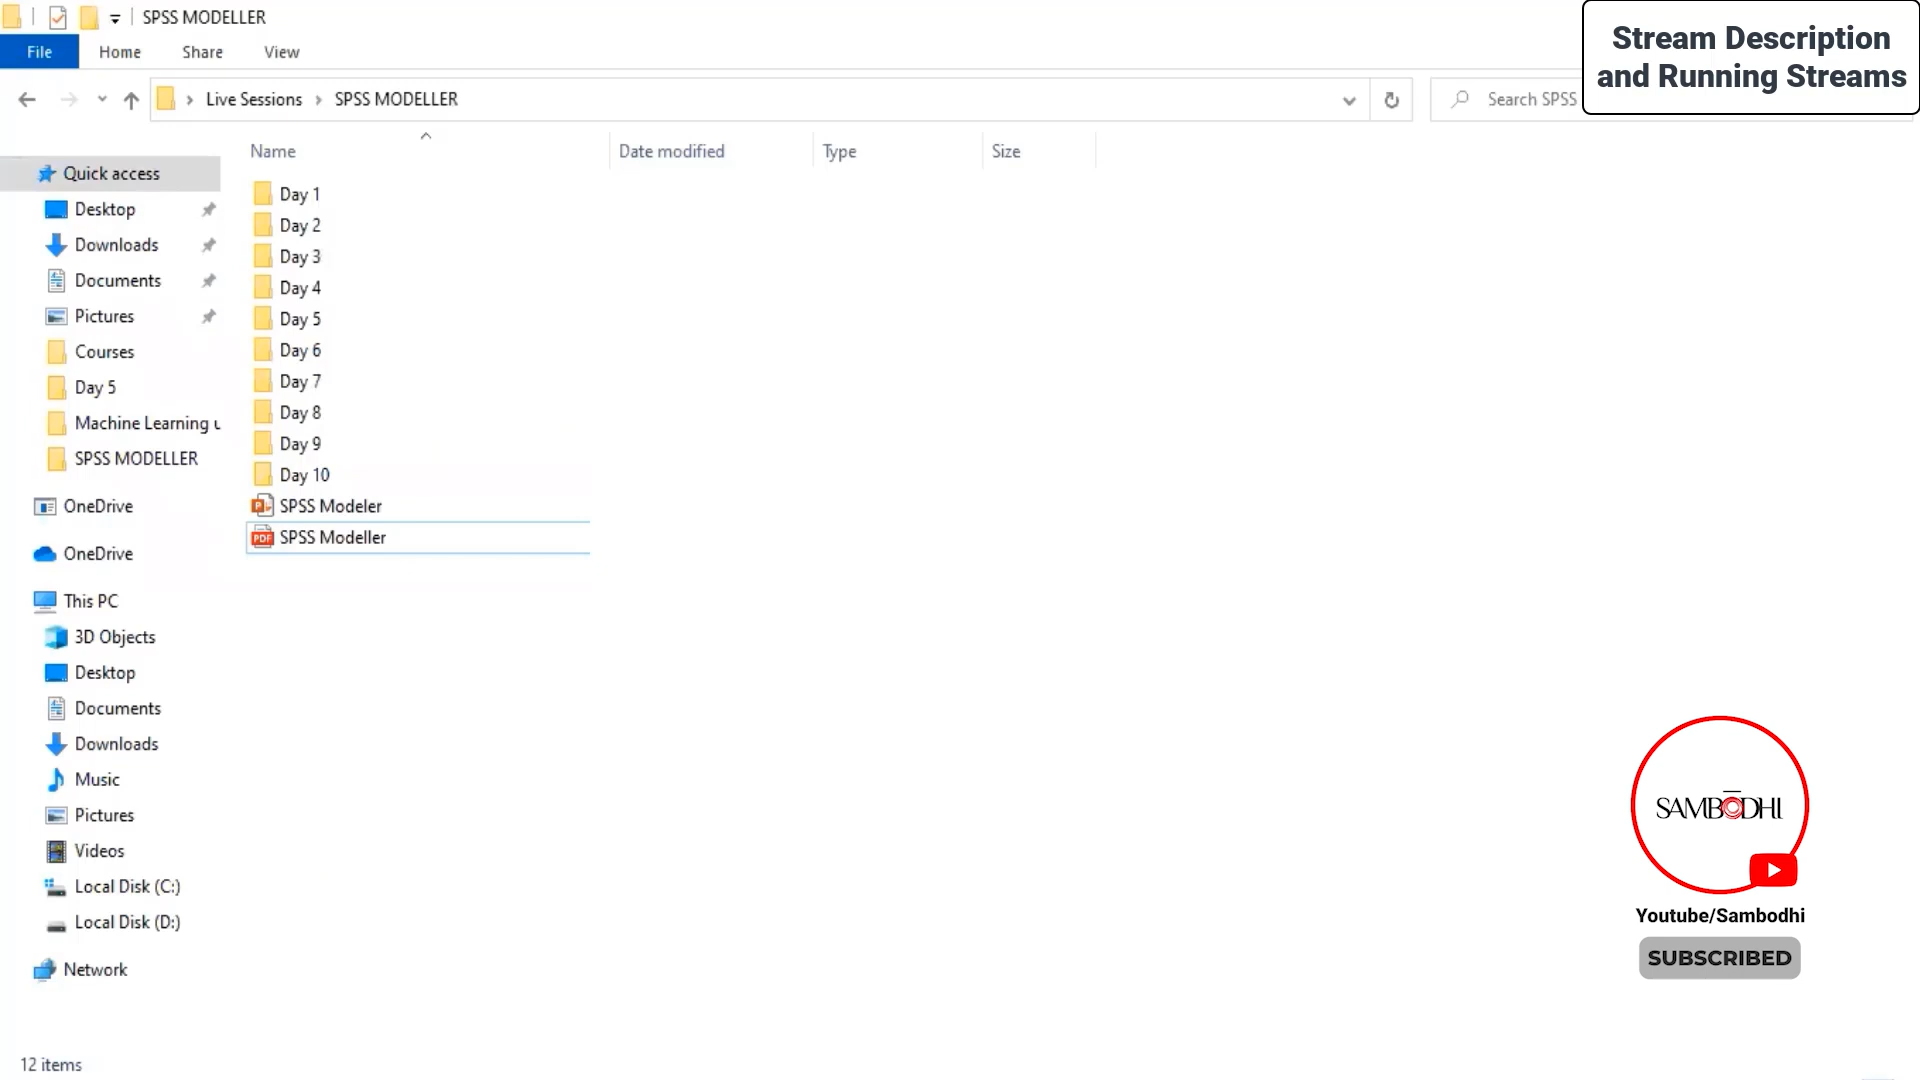 SPSS MODELLER
Stream Description
and Running Streams
File Home Share View
Live Sessions SPSS MODELLER
Search SPSS
Name Date modified Type Size
Quick access
Desktop
Downloads
Documents
Pictures
Courses
Day 5
Machine Learning u
SPSS MODELLER
OneDrive
OneDrive
This PC
3D Objects
Desktop
Documents
Downloads
Music
Pictures
Videos
Local Disk (C:)
Local Disk (D:)
Network
Day 1
Day 2
Day 3
Day 4
Day 5
Day 6
Day 7
Day 8
Day 9
Day 10
SPSS Modeler
PDF SPSS Modeller
SAMBŌDHI
Youtube/Sambodhi
SUBSCRIBED
12 items